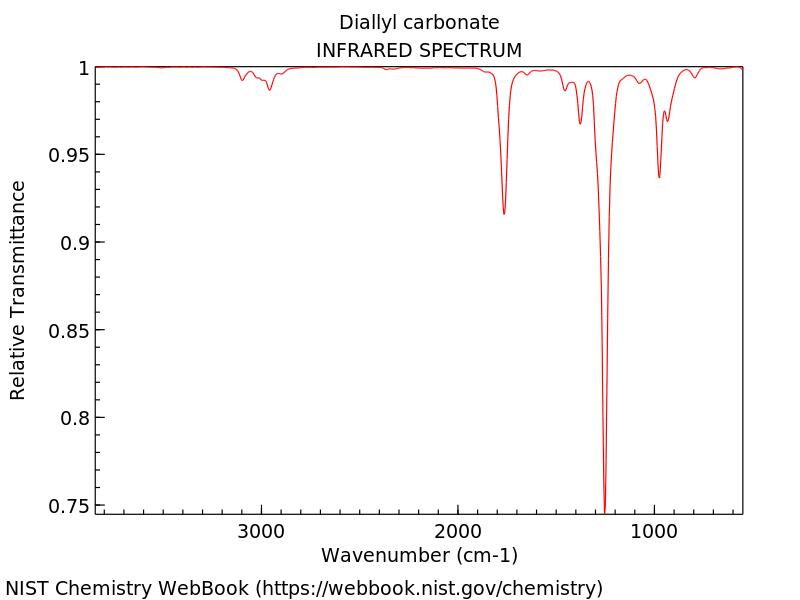 Diallyl carbonate
INFRARED SPECTRUM
1
0.95
0.9
0.85
0.8
0.75
Relative Transmittance
3000 2000 1000
Wavenumber (cm-1)
NIST Chemistry WebBook (https://webbook.nist.gov/chemistry)